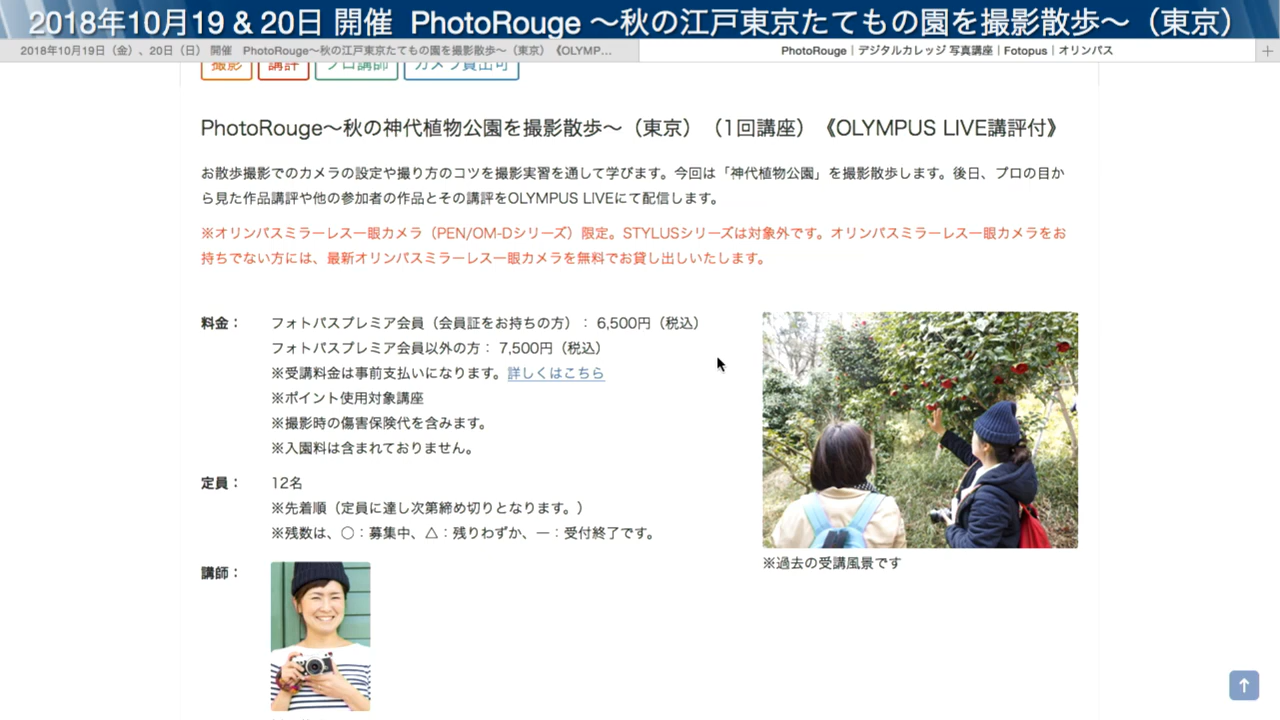 2018年10月19 & 20日 開催 PhotoRouge 〜秋の江戸東京たてもの園を撮影散歩〜（東京）
2018年10月19日（金）、20日（日） 開催 PhotoRouge〜秋の江戸東京たてもの園を撮影散歩〜（東京）《OLYMP...
PhotoRouge｜デジタルカレッジ 写真講座｜Fotopus｜オリンパス
撮影 講評 プロ講師 カメラ貸出可
PhotoRouge〜秋の神代植物公園を撮影散歩〜（東京）（1回講座）《OLYMPUS LIVE講評付》
お散歩撮影でのカメラの設定や撮り方のコツを撮影実習を通して学びます。今回は「神代植物公園」を撮影散歩します。後日、プロの目か
ら見た作品講評や他の参加者の作品とその講評をOLYMPUS LIVEにて配信します。
※オリンパスミラーレス一眼カメラ（PEN/OM-Dシリーズ）限定。STYLUSシリーズは対象外です。オリンパスミラーレス一眼カメラをお
持ちでない方には、最新オリンパスミラーレス一眼カメラを無料でお貸し出しいたします。
料金： フォトパスプレミア会員（会員証をお持ちの方）： 6,500円（税込）
フォトパスプレミア会員以外の方： 7,500円（税込）
※受講料金は事前支払いになります。詳しくはこちら
※ポイント使用対象講座
※撮影時の傷害保険代を含みます。
※入園料は含まれておりません。
定員： 12名
※先着順（定員に達し次第締め切りとなります。）
※残数は、○：募集中、△：残りわずか、ー：受付終了です。
※過去の受講風景です
講師：